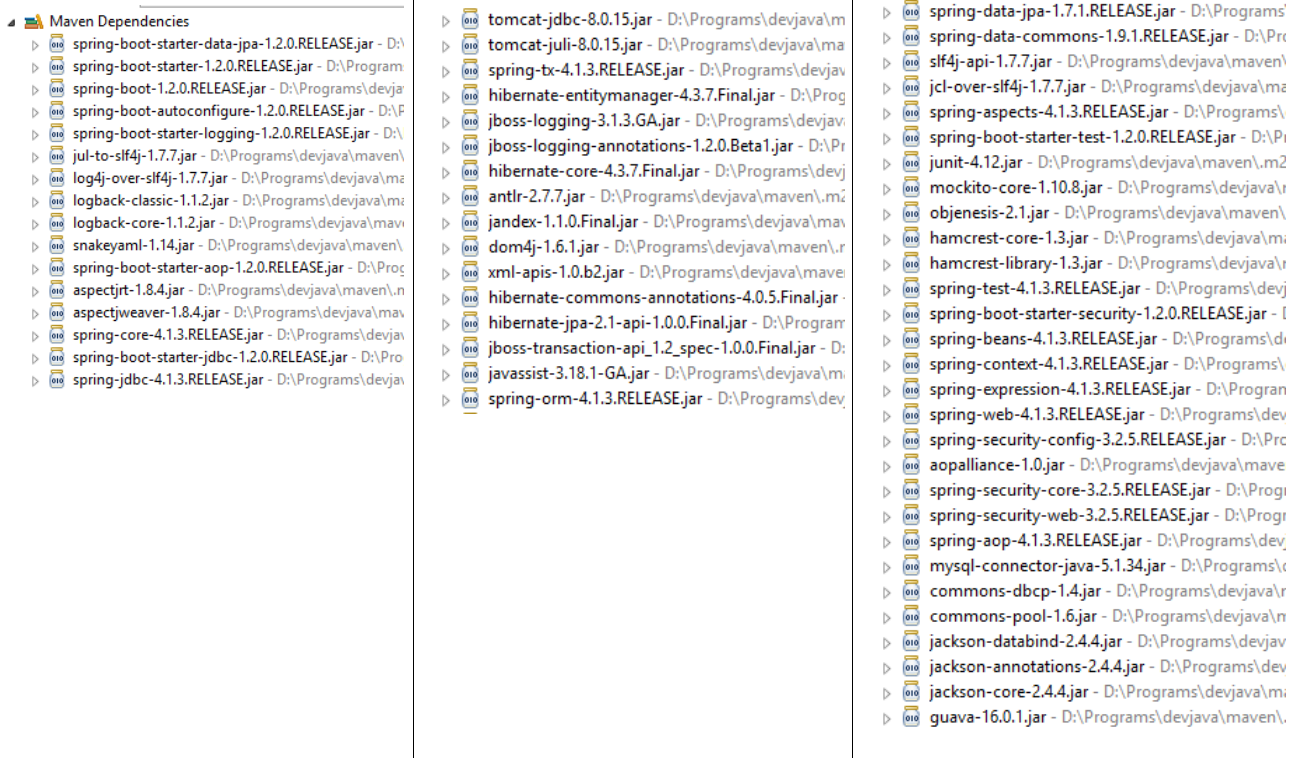 Maven Dependencies
spring-boot-starter-data-jpa-1.2.0.RELEASE.jar - D:\
spring-boot-starter-1.2.0.RELEASE.jar - D:\Programs
spring-boot-1.2.0.RELEASE.jar - D:\Programs\devja
spring-boot-autoconfigure-1.2.0.RELEASE.jar - D:\P
spring-boot-starter-logging-1.2.0.RELEASE.jar - D:\
jul-to-slf4j-1.7.7.jar - D:\Programs\devjava\maven\.
log4j-over-slf4j-1.7.7.jar - D:\Programs\devjava\ma
logback-classic-1.1.2.jar - D:\Programs\devjava\ma
logback-core-1.1.2.jar - D:\Programs\devjava\mave
snakeyaml-1.14.jar - D:\Programs\devjava\maven\
spring-boot-starter-aop-1.2.0.RELEASE.jar - D:\Prog
aspectjrt-1.8.4.jar - D:\Programs\devjava\maven\.m
aspectjweaver-1.8.4.jar - D:\Programs\devjava\mav
spring-core-4.1.3.RELEASE.jar - D:\Programs\devjav
spring-boot-starter-jdbc-1.2.0.RELEASE.jar - D:\Pro
spring-jdbc-4.1.3.RELEASE.jar - D:\Programs\devjav
tomcat-jdbc-8.0.15.jar - D:\Programs\devjava\m
tomcat-juli-8.0.15.jar - D:\Programs\devjava\ma
spring-tx-4.1.3.RELEASE.jar - D:\Programs\devja
hibernate-entitymanager-4.3.7.Final.jar - D:\Prog
jboss-logging-3.1.3.GA.jar - D:\Programs\devjav
jboss-logging-annotations-1.2.0.Beta1.jar - D:\Pr
hibernate-core-4.3.7.Final.jar - D:\Programs\devj
antlr-2.7.7.jar - D:\Programs\devjava\maven\.m2
jandex-1.1.0.Final.jar - D:\Programs\devjava\ma
dom4j-1.6.1.jar - D:\Programs\devjava\maven\.r
xml-apis-1.0.b2.jar - D:\Programs\devjava\mave
hibernate-commons-annotations-4.0.5.Final.jar -
hibernate-jpa-2.1-api-1.0.0.Final.jar - D:\Program
jboss-transaction-api_1.2_spec-1.0.0.Final.jar - D:
javassist-3.18.1-GA.jar - D:\Programs\devjava\m
spring-orm-4.1.3.RELEASE.jar - D:\Programs\dev
spring-data-jpa-1.7.1.RELEASE.jar - D:\Programs\
spring-data-commons-1.9.1.RELEASE.jar - D:\Pr
slf4j-api-1.7.7.jar - D:\Programs\devjava\maven\
jcl-over-slf4j-1.7.7.jar - D:\Programs\devjava\ma
spring-aspects-4.1.3.RELEASE.jar - D:\Programs\
spring-boot-starter-test-1.2.0.RELEASE.jar - D:\Pr
junit-4.12.jar - D:\Programs\devjava\maven\.m2
mockito-core-1.10.8.jar - D:\Programs\devjava\r
objenesis-2.1.jar - D:\Programs\devjava\maven\
hamcrest-core-1.3.jar - D:\Programs\devjava\ma
hamcrest-library-1.3.jar - D:\Programs\devjava\r
spring-test-4.1.3.RELEASE.jar - D:\Programs\dev
spring-boot-starter-security-1.2.0.RELEASE.jar - D
spring-beans-4.1.3.RELEASE.jar - D:\Programs\d
spring-context-4.1.3.RELEASE.jar - D:\Programs\
spring-expression-4.1.3.RELEASE.jar - D:\Program
spring-web-4.1.3.RELEASE.jar - D:\Programs\dev
spring-security-config-3.2.5.RELEASE.jar - D:\Pro
aopalliance-1.0.jar - D:\Programs\devjava\mave
spring-security-core-3.2.5.RELEASE.jar - D:\Prog
spring-security-web-3.2.5.RELEASE.jar - D:\Progr
spring-aop-4.1.3.RELEASE.jar - D:\Programs\dev
mysql-connector-java-5.1.34.jar - D:\Programs\
commons-dbcp-1.4.jar - D:\Programs\devjava\r
commons-pool-1.6.jar - D:\Programs\devjava\m
jackson-databind-2.4.4.jar - D:\Programs\devjav
jackson-annotations-2.4.4.jar - D:\Programs\dev
jackson-core-2.4.4.jar - D:\Programs\devjava\ma
guava-16.0.1.jar - D:\Programs\devjava\maven\.